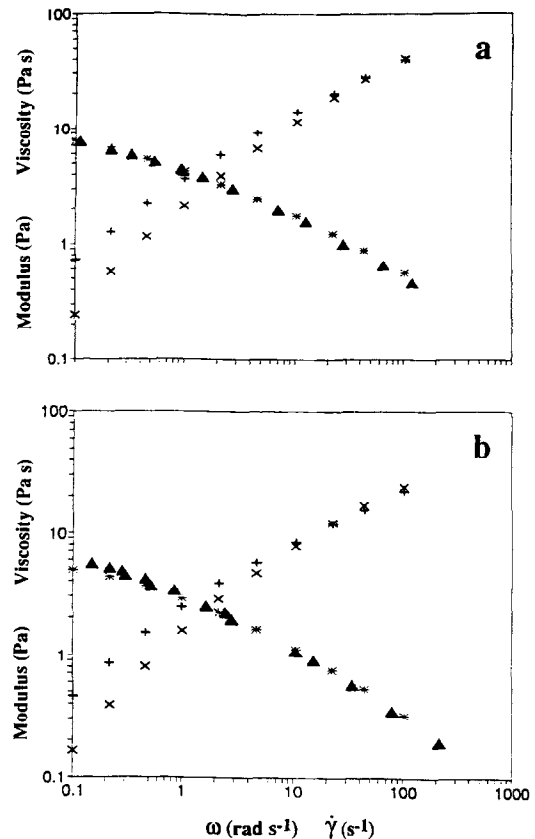 100
a
Viscosity (Pa s)
10
1
Modulus (Pa)
0.1
100
b
Viscosity (Pa s)
10
1
Modulus (Pa)
0.1
0.1 1 10 100 1000
ω (rad s⁻¹) γ̇ (s⁻¹)